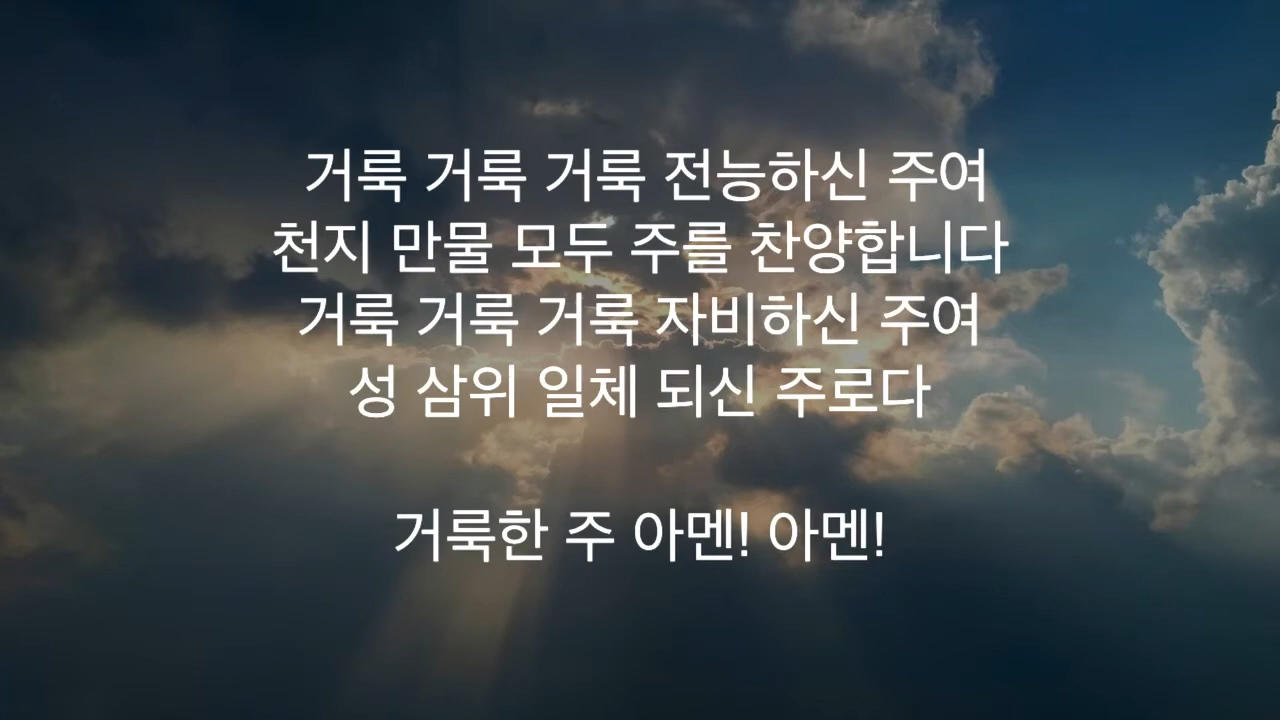 거룩 거룩 거룩 전능하신 주여
천지 만물 모두 주를 찬양합니다
거룩 거룩 거룩 자비하신 주여
성 삼위 일체 되신 주로다
거룩한 주 아멘! 아멘!